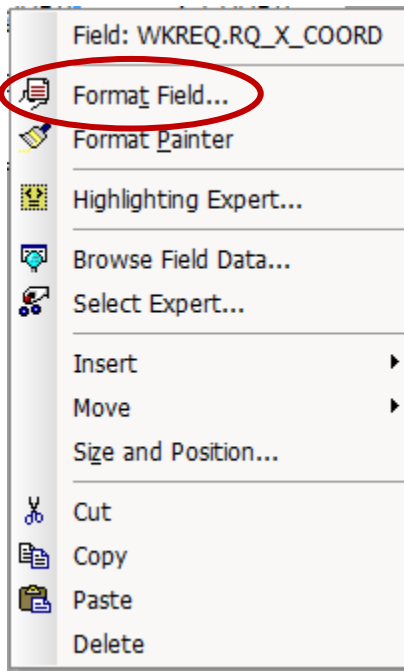 Field: WKREQ.RQ_X_COORD
Format Field...
Format Painter
Highlighting Expert...
Browse Field Data...
Select Expert...
Insert
Move
Size and Position...
Cut
Copy
Paste
Delete